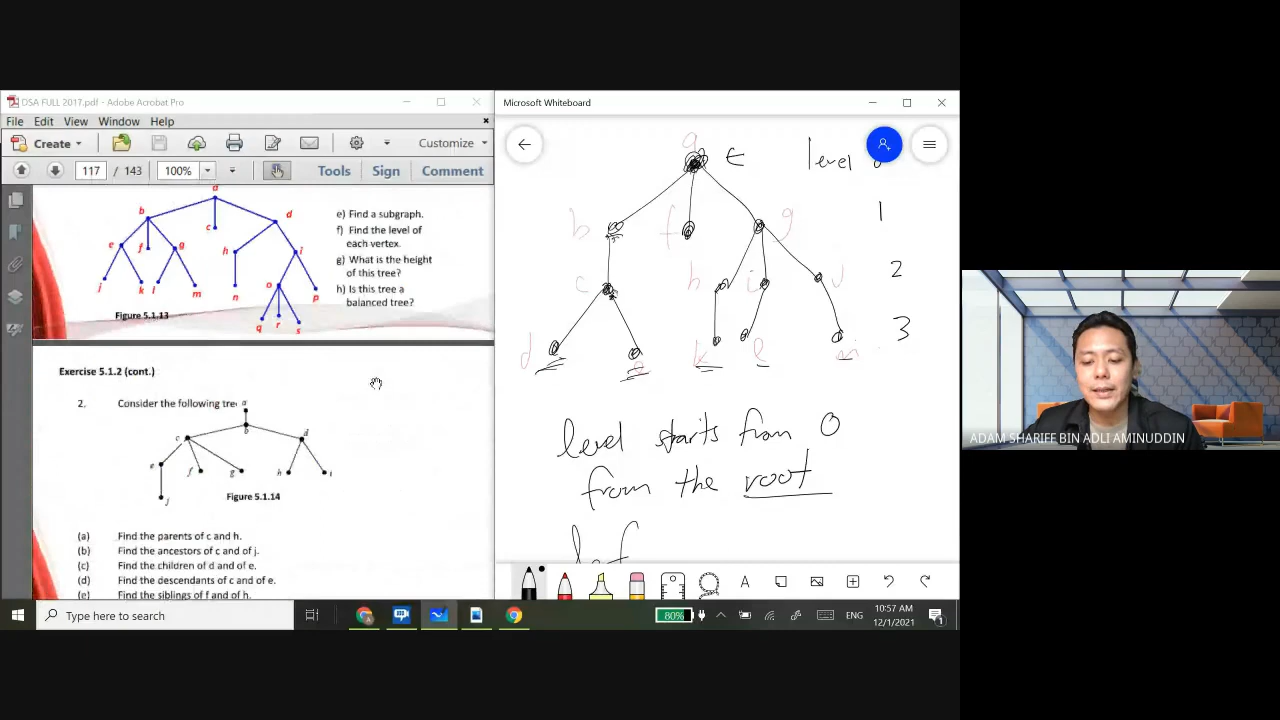 DSA FULL 2017.pdf - Adobe Acrobat Pro
File Edit View Window Help
Create
Customize
117 / 143 100%
Tools Sign Comment
a
b
c
d
e
f
g
h
i
j k l m
n
o
p
q r s
Figure 5.1.13
e) Find a subgraph.
f) Find the level of
each vertex.
g) What is the height
of this tree?
h) Is this tree a
balanced tree?
Exercise 5.1.2 (cont.)
2. Consider the following tre
a
b
c
d
e
f
g
h
i
j
Figure 5.1.14
(a) Find the parents of c and h.
(b) Find the ancestors of c and of j.
(c) Find the children of d and of e.
(d) Find the descendants of c and of e.
(e) Find the siblings of f and of h.
Microsoft Whiteboard
a
level
1
b f g
2
c h i j
3
d e k l
level starts from 0
from the root
ADAM SHARIFF BIN ADLI AMINUDDIN
Type here to search
80%
ENG
10:57 AM
12/1/2021